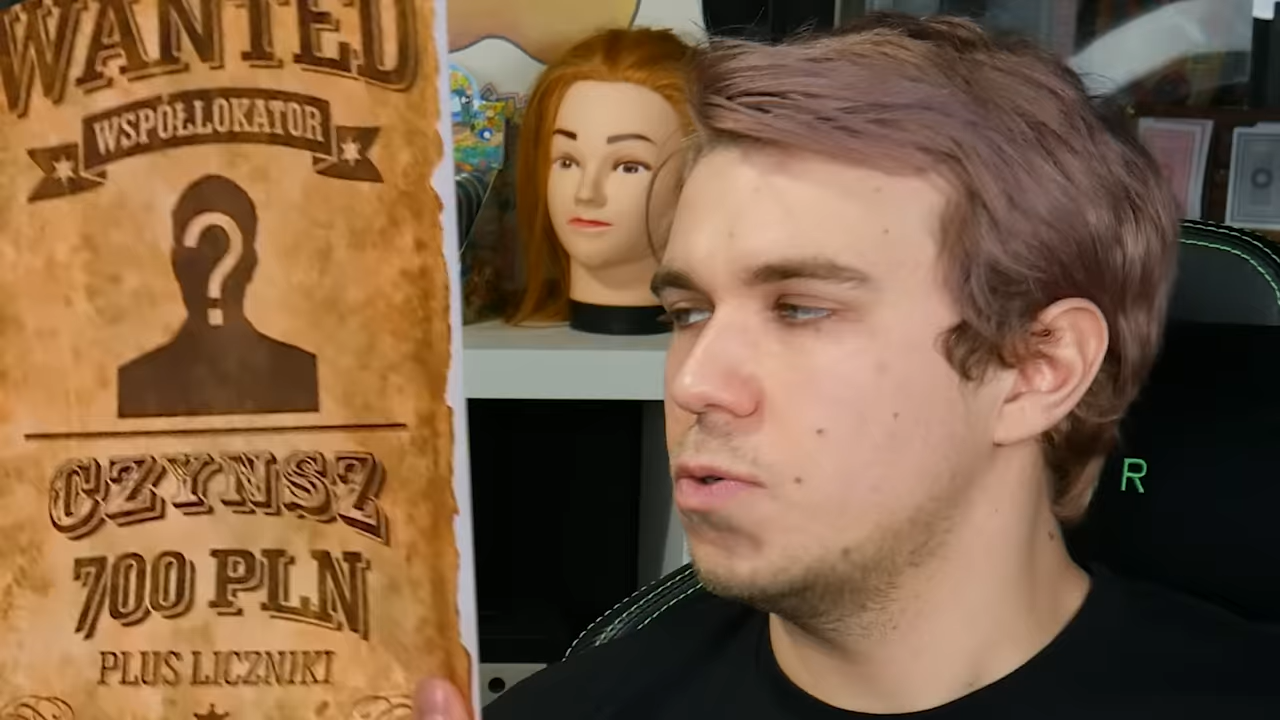 WANTED
WSPÓŁLOKATOR
?
CZYNSZ
700 PLN
PLUS LICZNIKI
R